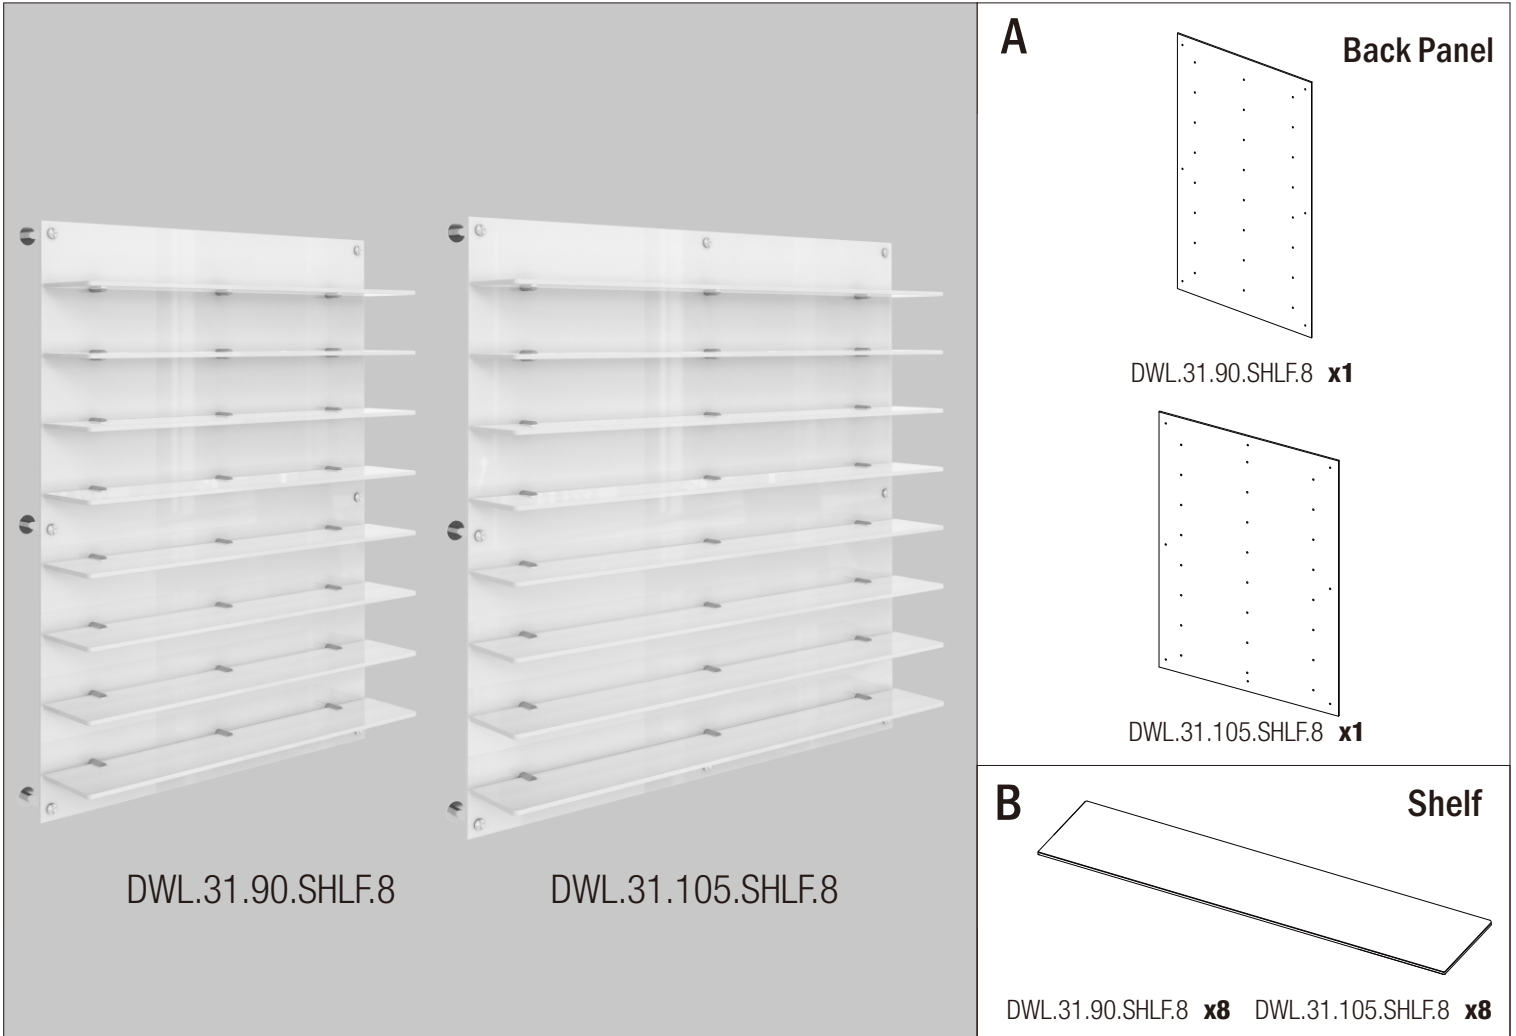 DWL.31.90.SHLF.8
DWL.31.105.SHLF.8
A
Back Panel
DWL.31.90.SHLF.8 x1
DWL.31.105.SHLF.8 x1
B
Shelf
DWL.31.90.SHLF.8 x8 DWL.31.105.SHLF.8 x8